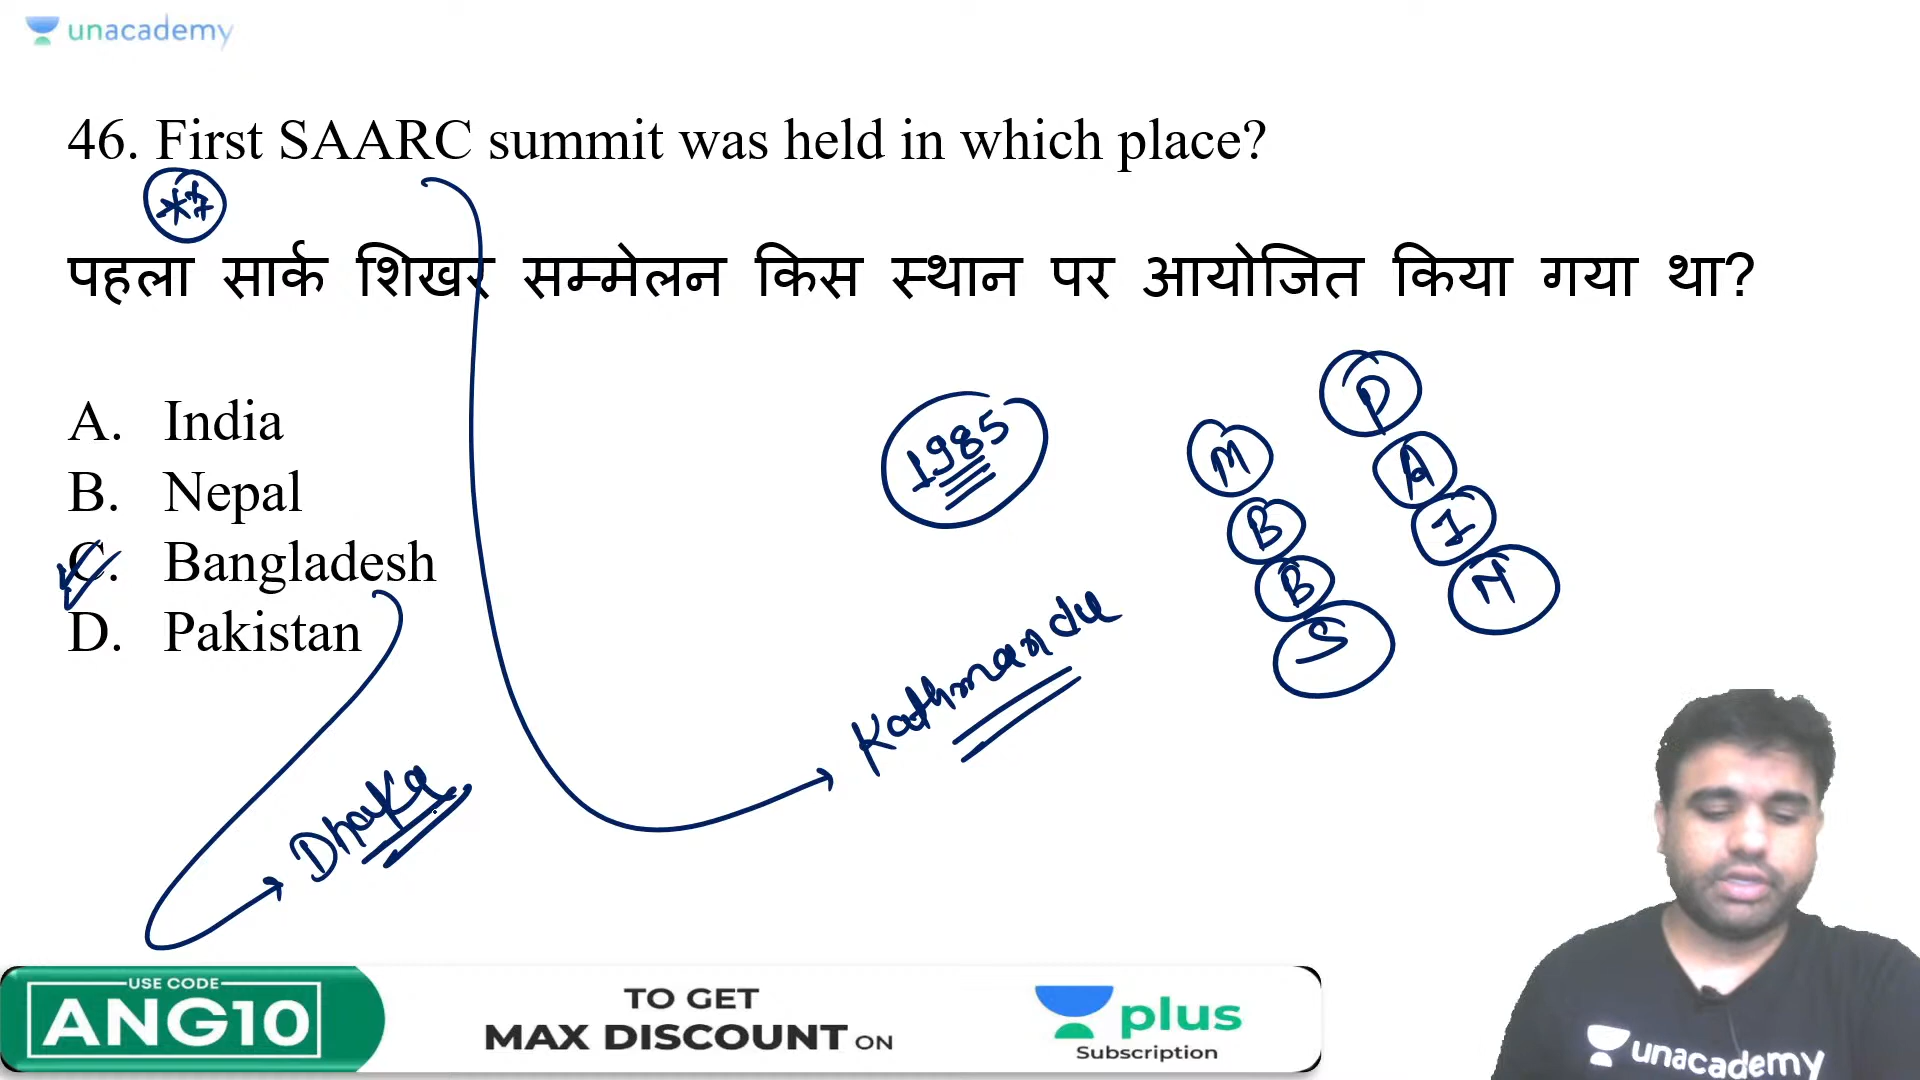 unacademy
46. First SAARC summit was held in which place?
**
पहला सार्क शिखर सम्मेलन किस स्थान पर आयोजित किया गया था?
A. India
B. Nepal
C. Bangladesh
D. Pakistan
1985
M
B
B
S
P
A
I
N
Kathmandu
Dhaka
USE CODE
ANG10
TO GET
MAX DISCOUNT ON
plus
Subscription
unacademy